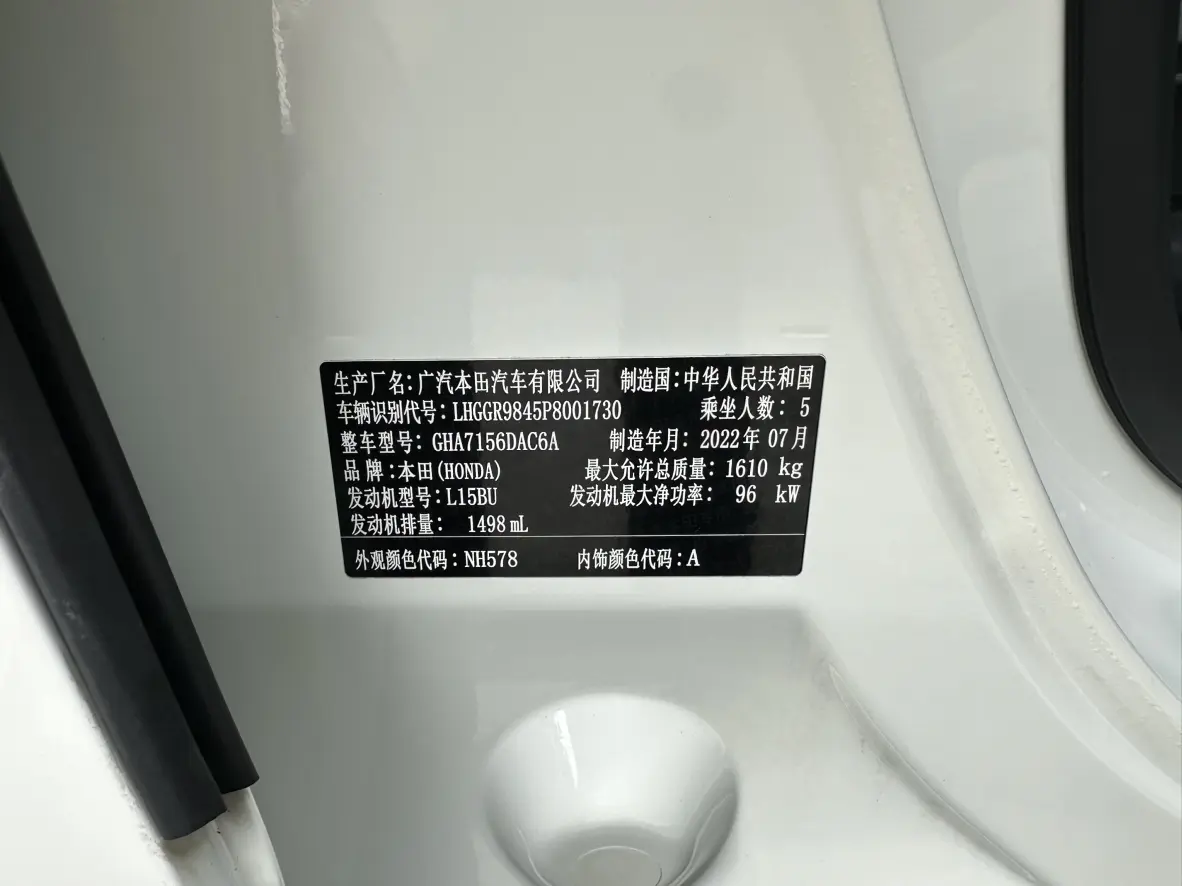 生产厂名：广汽本田汽车有限公司 制造国：中华人民共和国
车辆识别代号：LHGGR9845P8001730 乘坐人数：5
整车型号：GHA7156DAC6A 制造年月：2022年07月
品牌：本田(HONDA) 最大允许总质量：1610 kg
发动机型号：L15BU 发动机最大净功率：96 kW
发动机排量：1498 mL
外观颜色代码：NH578 内饰颜色代码：A